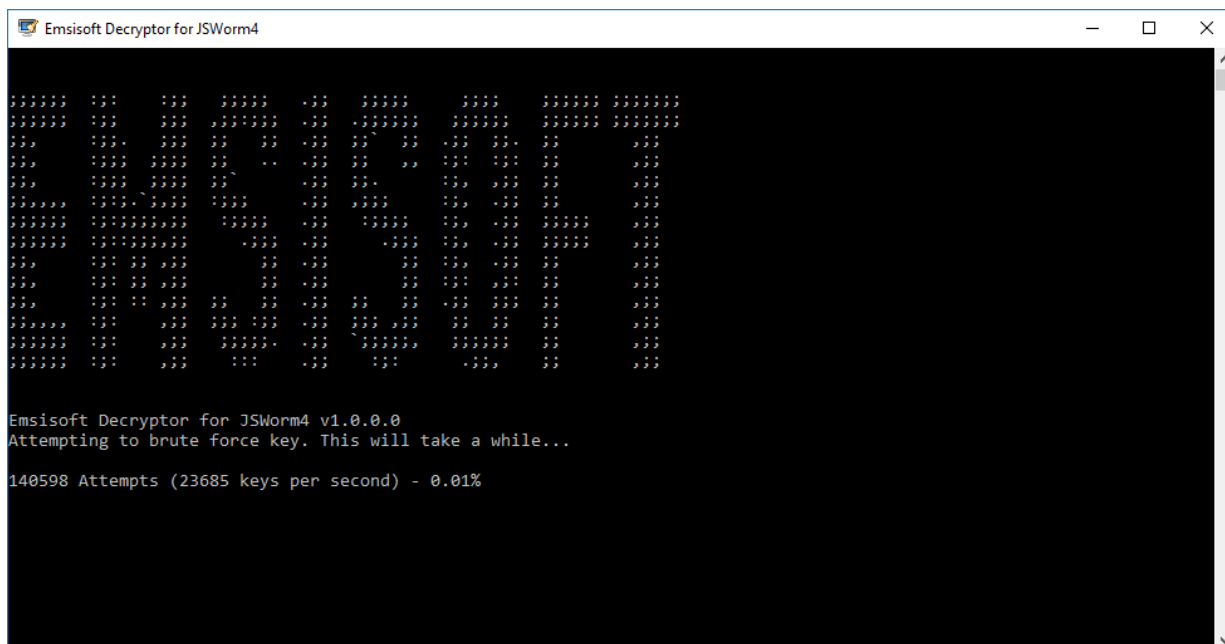 Emsisoft Decryptor for JSWorm4
EMSISOFT
Emsisoft Decryptor for JSWorm4 v1.0.0.0
Attempting to brute force key. This will take a while...
140598 Attempts (23685 keys per second) - 0.01%